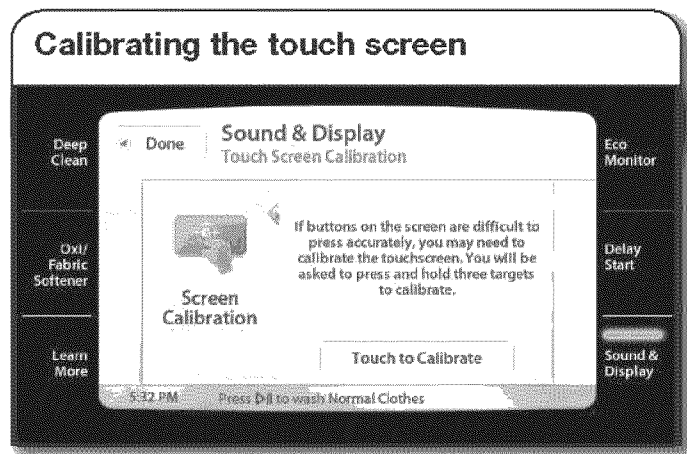 Calibrating the touch screen
Deep
Clean
Done
Sound & Display
Touch Screen Calibration
Eco
Monitor
Oxi/
Fabric
Softener
If buttons on the screen are difficult to
press accurately, you may need to
calibrate the touchscreen. You will be
asked to press and hold three targets
to calibrate.
Delay
Start
Screen
Calibration
Learn
More
Touch to Calibrate
Sound &
Display
5:32 PM
Press to wash Normal Clothes